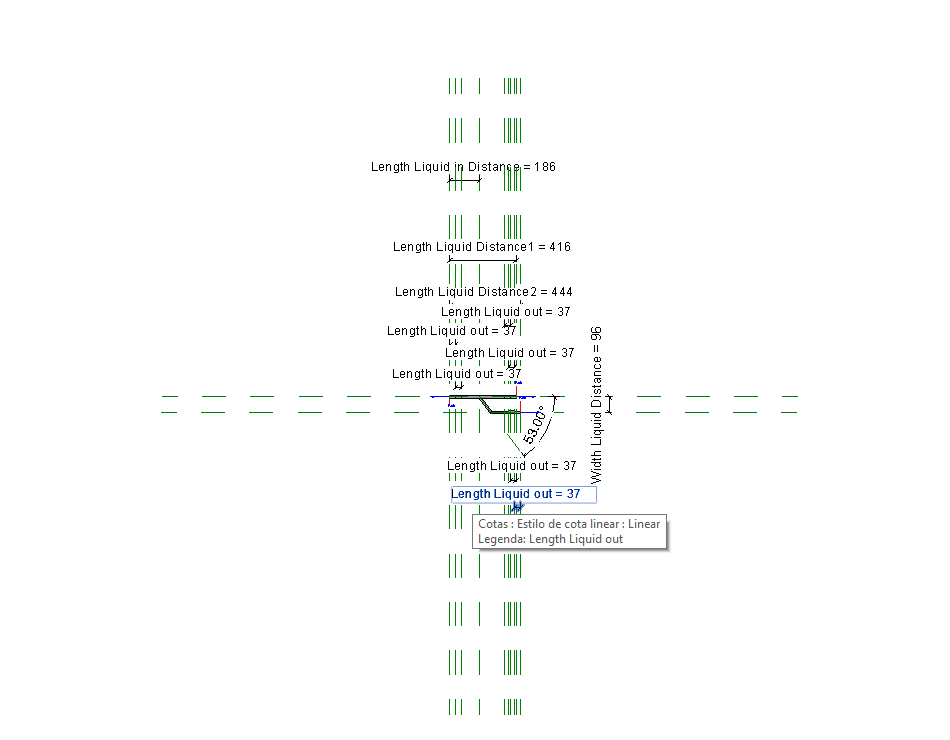 Length Liquid in Distance = 186
Length Liquid Distance1 = 416
Length Liquid Distance2 = 444
Length Liquid out = 37
Length Liquid out = 37
Length Liquid out = 37
Length Liquid out = 37
Width Liquid Distance = 96
53.00°
Length Liquid out = 37
Length Liquid out = 37
Cotas : Estilo de cota linear : Linear
Legenda: Length Liquid out